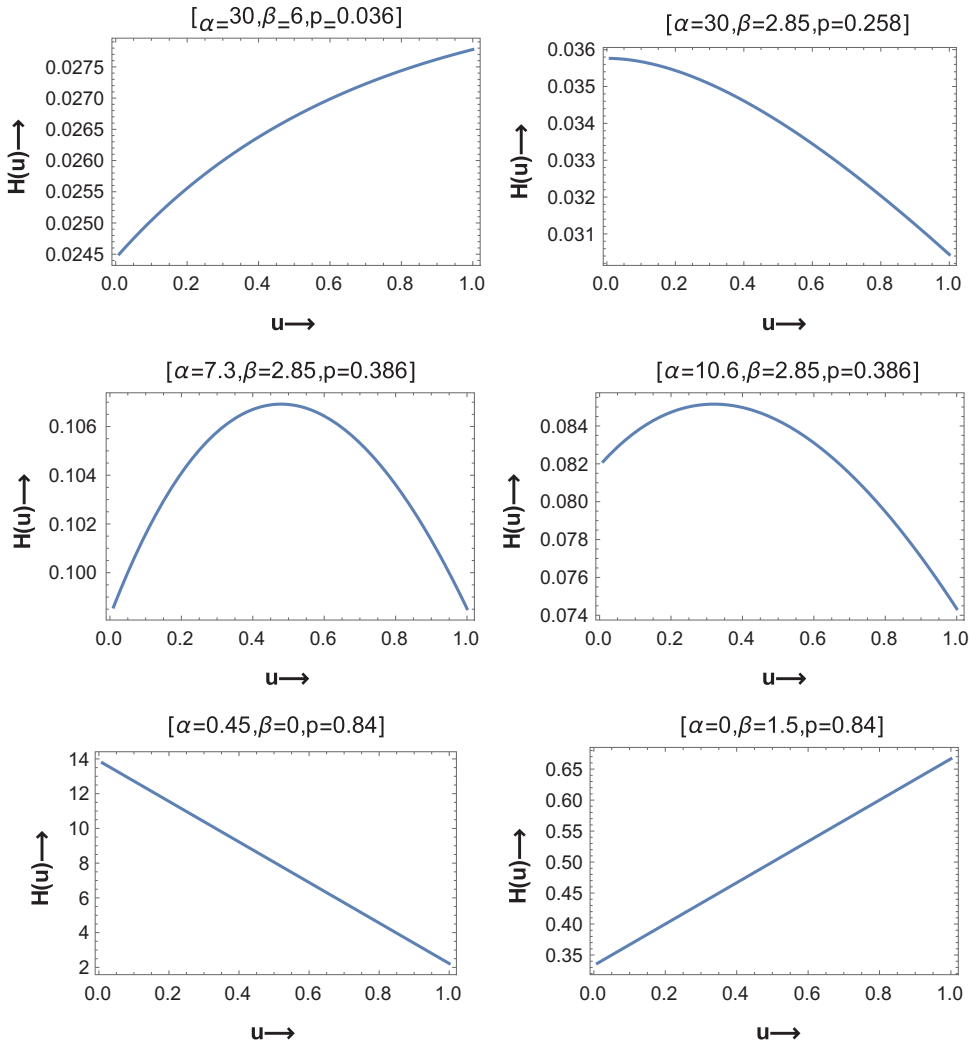 [α=30,β=6,p=0.036]
0.0275
0.0270
0.0265
0.0260
0.0255
0.0250
0.0245
H(u)⟶
0.0 0.2 0.4 0.6 0.8 1.0
u⟶
[α=30,β=2.85,p=0.258]
0.036
0.035
0.034
0.033
0.032
0.031
H(u)⟶
0.0 0.2 0.4 0.6 0.8 1.0
u⟶
[α=7.3,β=2.85,p=0.386]
0.106
0.104
0.102
0.100
H(u)⟶
0.0 0.2 0.4 0.6 0.8 1.0
u⟶
[α=10.6,β=2.85,p=0.386]
0.084
0.082
0.080
0.078
0.076
0.074
H(u)⟶
0.0 0.2 0.4 0.6 0.8 1.0
u⟶
[α=0.45,β=0,p=0.84]
14
12
10
8
6
4
2
H(u)⟶
0.0 0.2 0.4 0.6 0.8 1.0
u⟶
[α=0,β=1.5,p=0.84]
0.65
0.60
0.55
0.50
0.45
0.40
0.35
H(u)⟶
0.0 0.2 0.4 0.6 0.8 1.0
u⟶